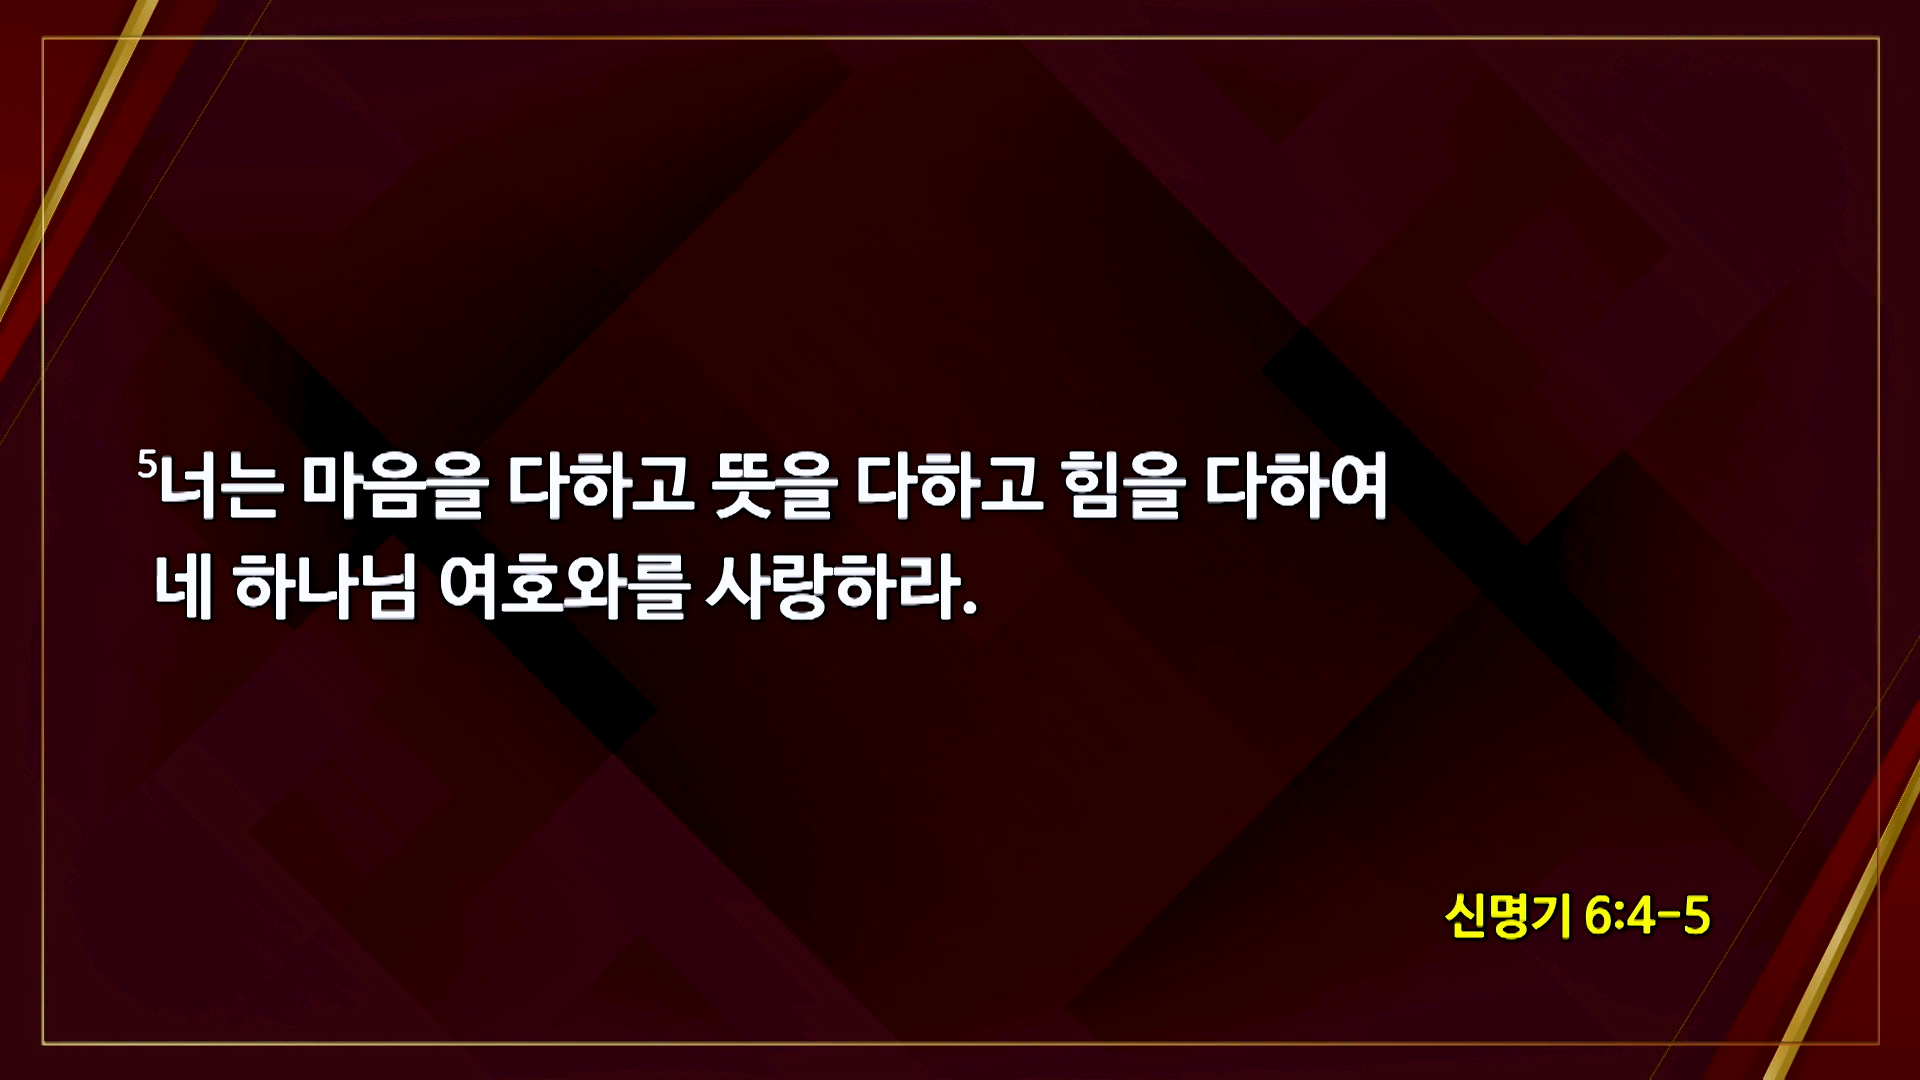 ⁵너는 마음을 다하고 뜻을 다하고 힘을 다하여
네 하나님 여호와를 사랑하라.
신명기 6:4-5